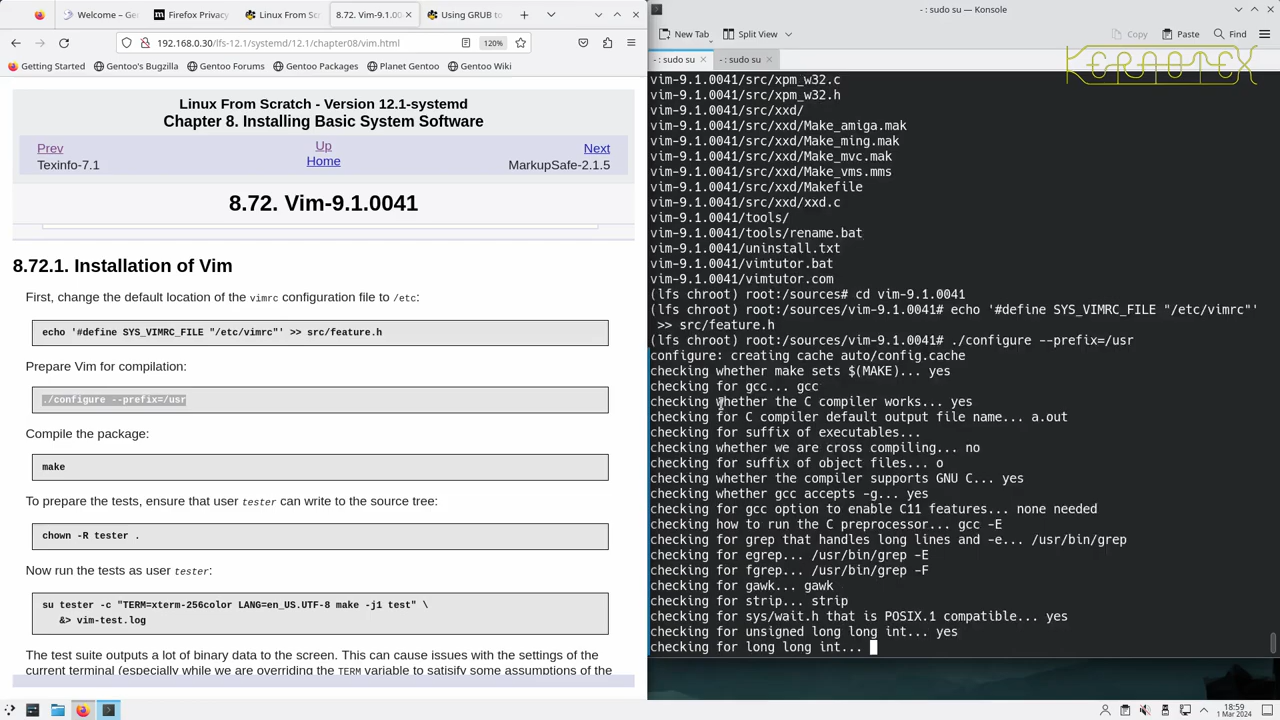 Welcome –
Firefox Privacy
Linux From Scr
8.72. Vim-9.1.00
Using GRUB to
192.168.0.30/lfs-12.1/systemd/12.1/chapter08/vim.html
120%
Getting Started
Gentoo's Bugzilla
Gentoo Forums
Gentoo Packages
Planet Gentoo
Gentoo Wiki
Linux From Scratch - Version 12.1-systemd
Chapter 8. Installing Basic System Software
Prev
Up
Next
Texinfo-7.1
Home
MarkupSafe-2.1.5
8.72. Vim-9.1.0041
8.72.1. Installation of Vim
First, change the default location of the vimrc configuration file to /etc:
echo '#define SYS_VIMRC_FILE "/etc/vimrc"' >> src/feature.h
Prepare Vim for compilation:
./configure --prefix=/usr
Compile the package:
make
To prepare the tests, ensure that user tester can write to the source tree:
chown -R tester .
Now run the tests as user tester:
su tester -c "TERM=xterm-256color LANG=en_US.UTF-8 make -j1 test" \
&> vim-test.log
The test suite outputs a lot of binary data to the screen. This can cause issues with the settings of the
current terminal (especially while we are overriding the TERM variable to satisify some assumptions of the
- : sudo su — Konsole
New Tab
Split View
Copy
Paste
Find
- : sudo su
- : sudo su
KERNOTEX
vim-9.1.0041/src/xpm_w32.c
vim-9.1.0041/src/xpm_w32.h
vim-9.1.0041/src/xxd/
vim-9.1.0041/src/xxd/Make_amiga.mak
vim-9.1.0041/src/xxd/Make_ming.mak
vim-9.1.0041/src/xxd/Make_mvc.mak
vim-9.1.0041/src/xxd/Make_vms.mms
vim-9.1.0041/src/xxd/Makefile
vim-9.1.0041/src/xxd/xxd.c
vim-9.1.0041/tools/
vim-9.1.0041/tools/rename.bat
vim-9.1.0041/uninstall.txt
vim-9.1.0041/vimtutor.bat
vim-9.1.0041/vimtutor.com
(lfs chroot) root:/sources# cd vim-9.1.0041
(lfs chroot) root:/sources/vim-9.1.0041# echo '#define SYS_VIMRC_FILE "/etc/vimrc"'
>> src/feature.h
(lfs chroot) root:/sources/vim-9.1.0041# ./configure --prefix=/usr
configure: creating cache auto/config.cache
checking whether make sets $(MAKE)... yes
checking for gcc... gcc
checking whether the C compiler works... yes
checking for C compiler default output file name... a.out
checking for suffix of executables...
checking whether we are cross compiling... no
checking for suffix of object files... o
checking whether the compiler supports GNU C... yes
checking whether gcc accepts -g... yes
checking for gcc option to enable C11 features... none needed
checking how to run the C preprocessor... gcc -E
checking for grep that handles long lines and -e... /usr/bin/grep
checking for egrep... /usr/bin/grep -E
checking for fgrep... /usr/bin/grep -F
checking for gawk... gawk
checking for strip... strip
checking for sys/wait.h that is POSIX.1 compatible... yes
checking for unsigned long long int... yes
checking for long long int...
18:59
1 Mar 2024